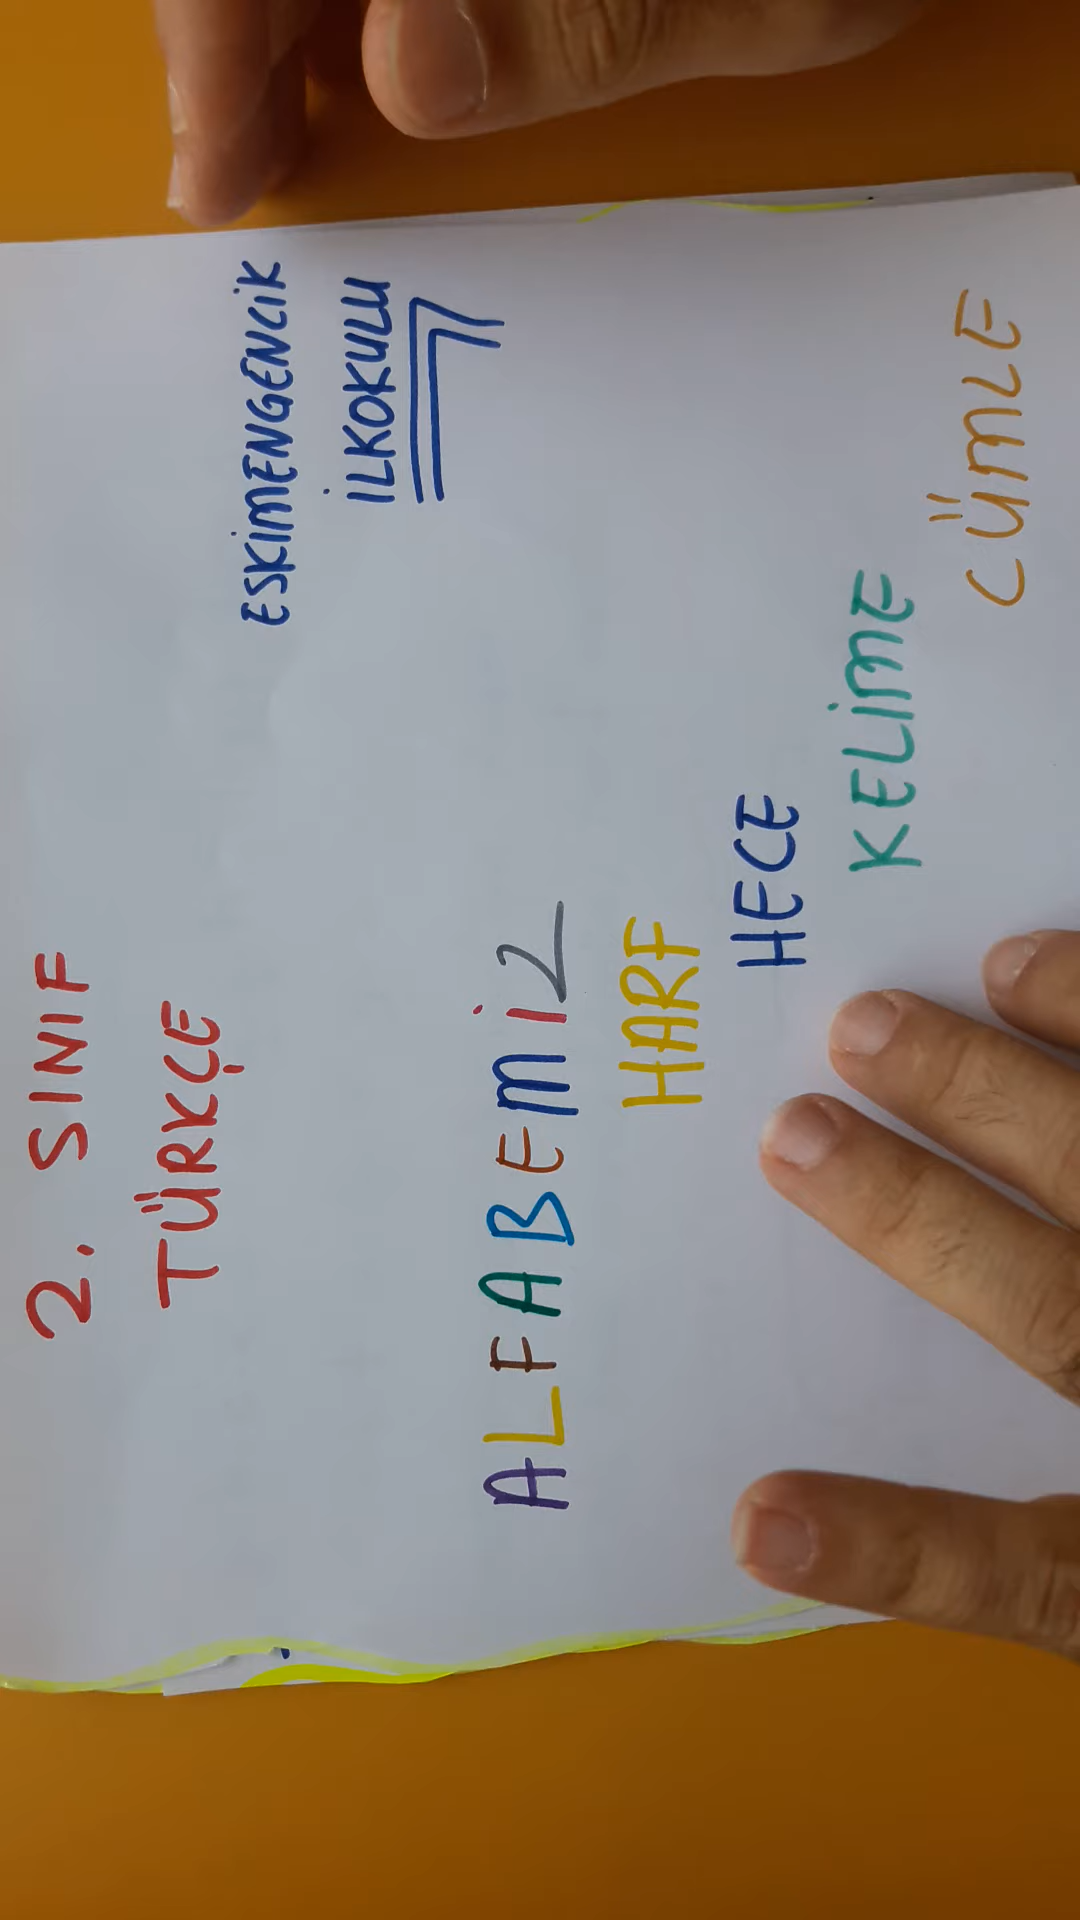 2. SINIF
TÜRKÇE
ESKİMENGENCİK
İLKOKULU
ALFABEMİZ
HARF
HECE
KELİME
CÜMLE